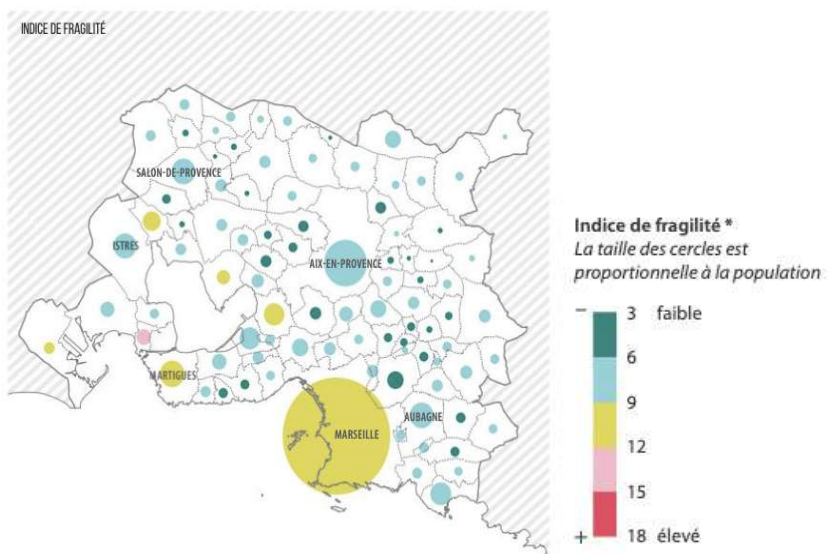 INDICE DE FRAGILITÉ
SALON-DE-PROVENCE
ISTRES
AIX-EN-PROVENCE
MARTIGUES
AUBAGNE
MARSEILLE
Indice de fragilité *
La taille des cercles est
proportionnelle à la population
− 3 faible
6
9
12
15
+ 18 élevé